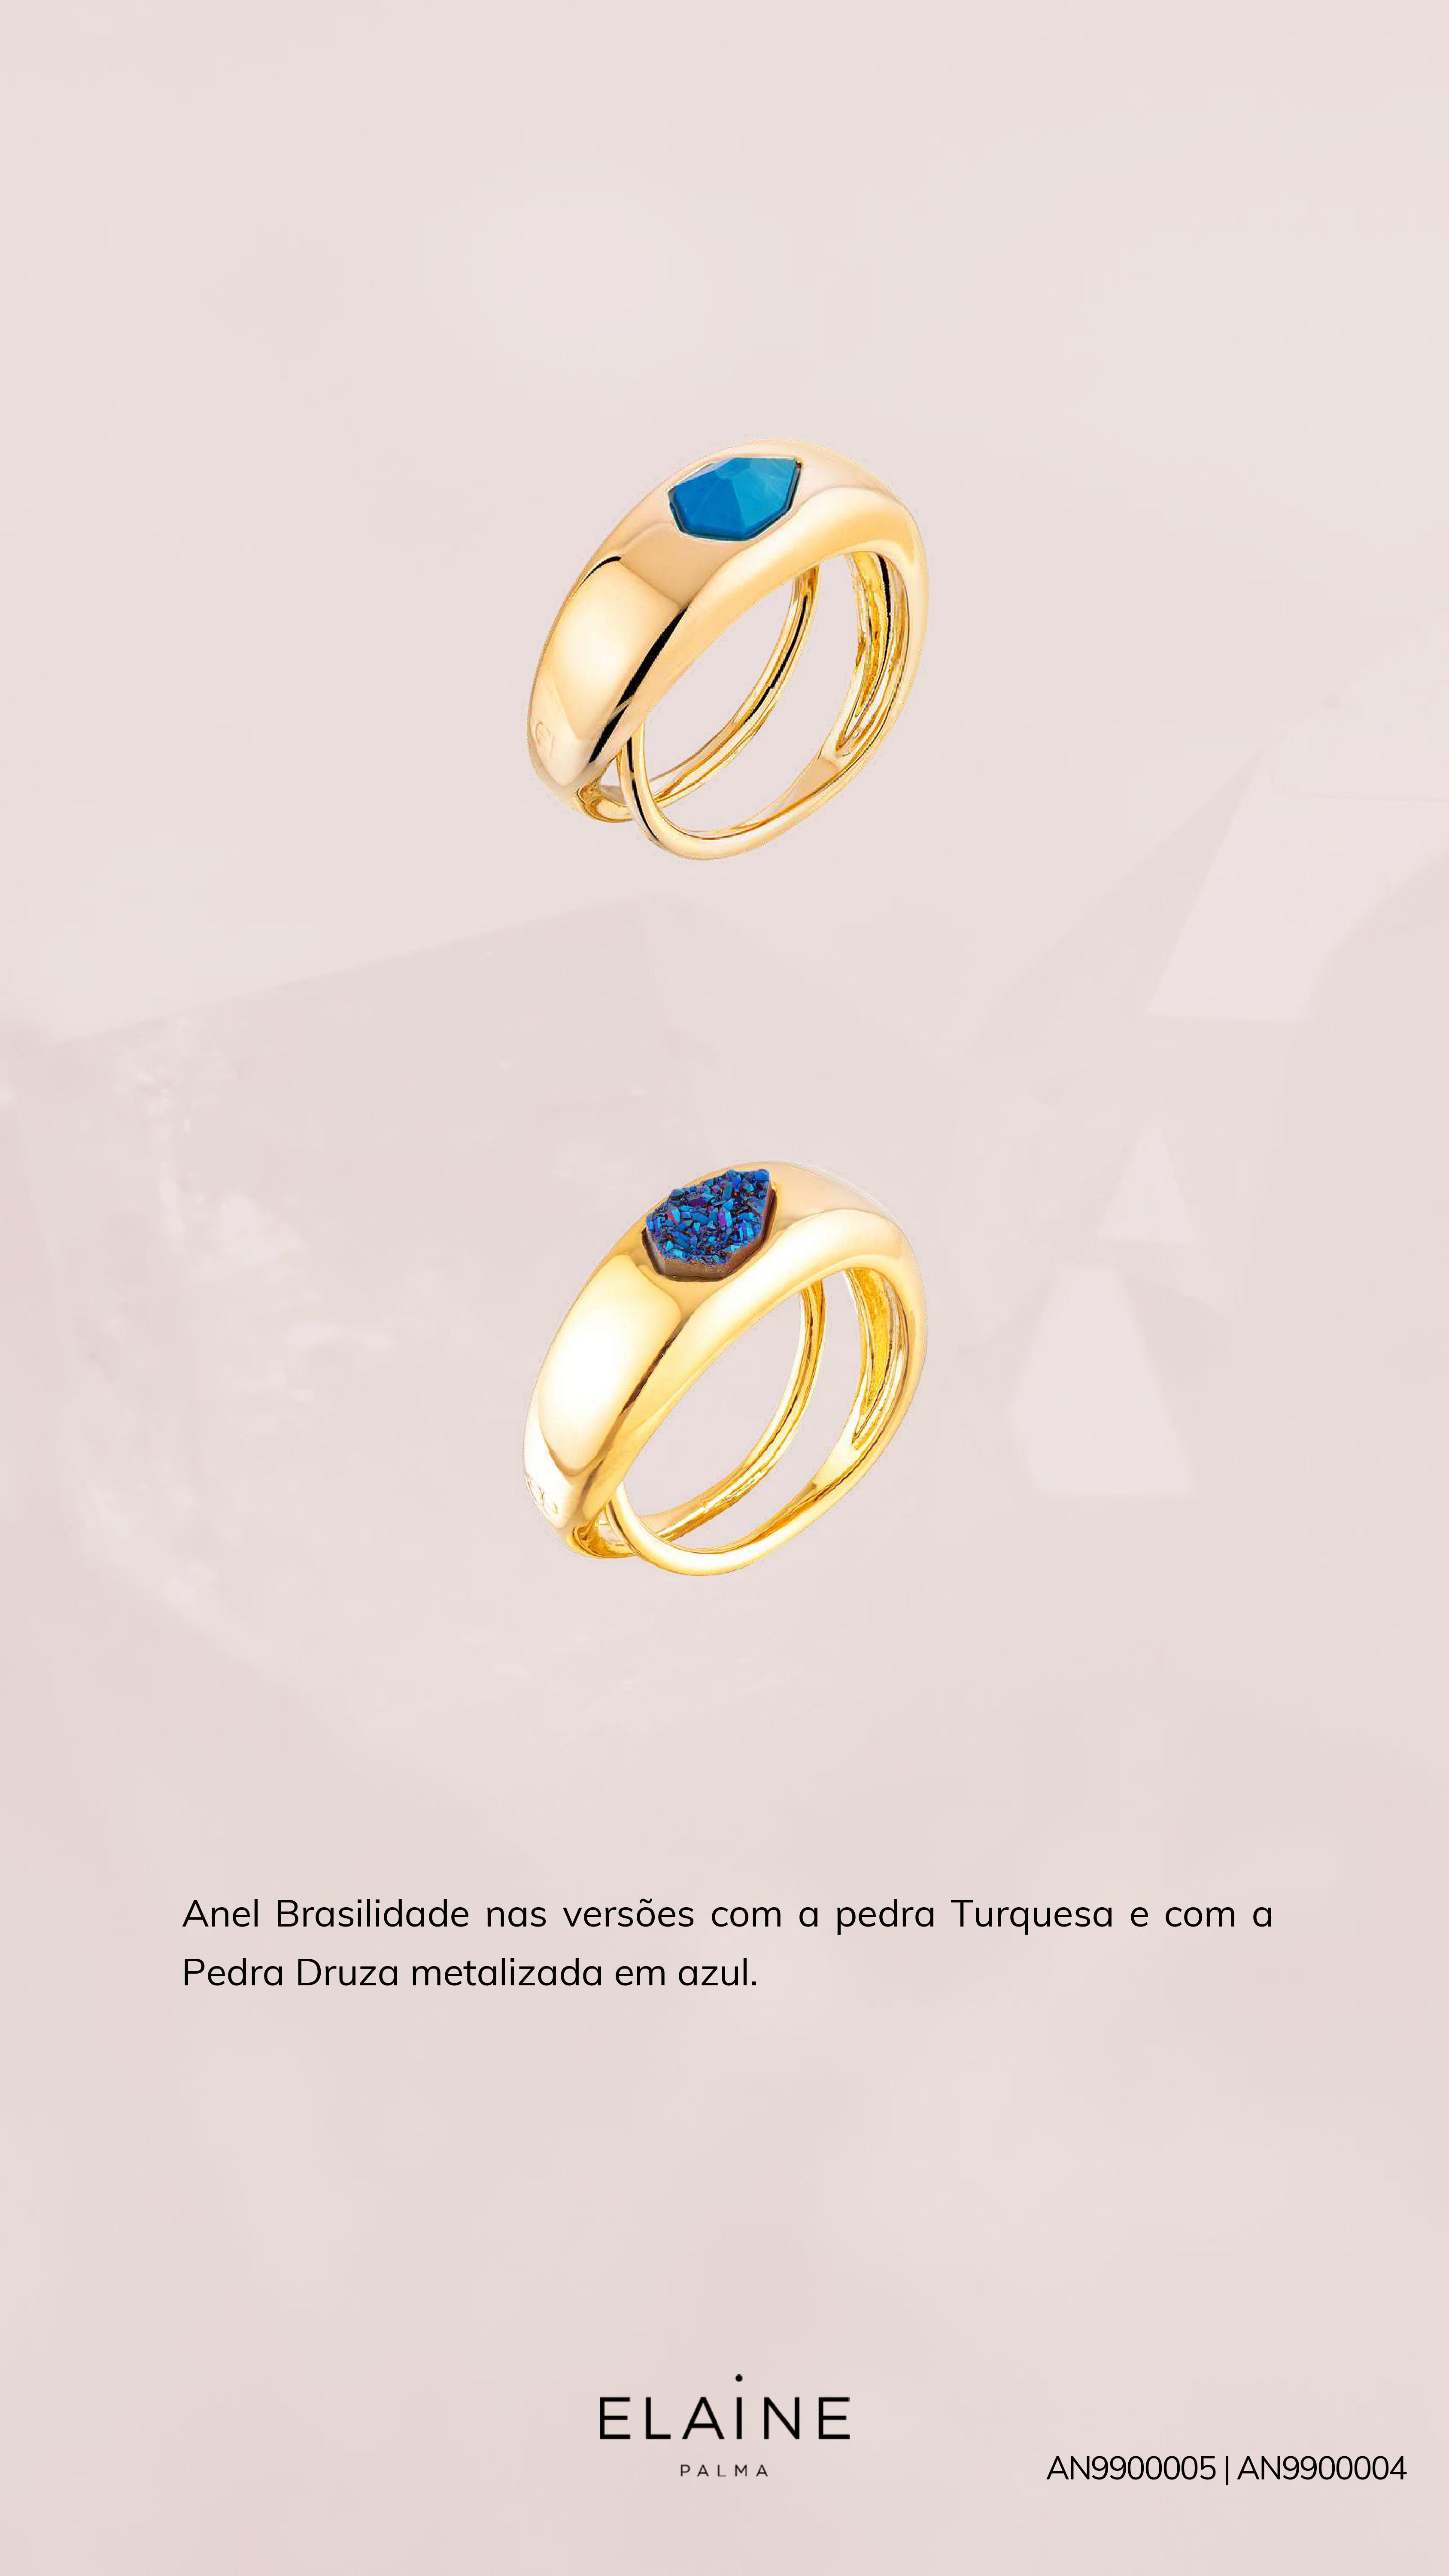 Anel Brasilidade nas versões com a pedra Turquesa e com a
Pedra Druza metalizada em azul.
ELAINE
PALMA
AN9900005 | AN9900004